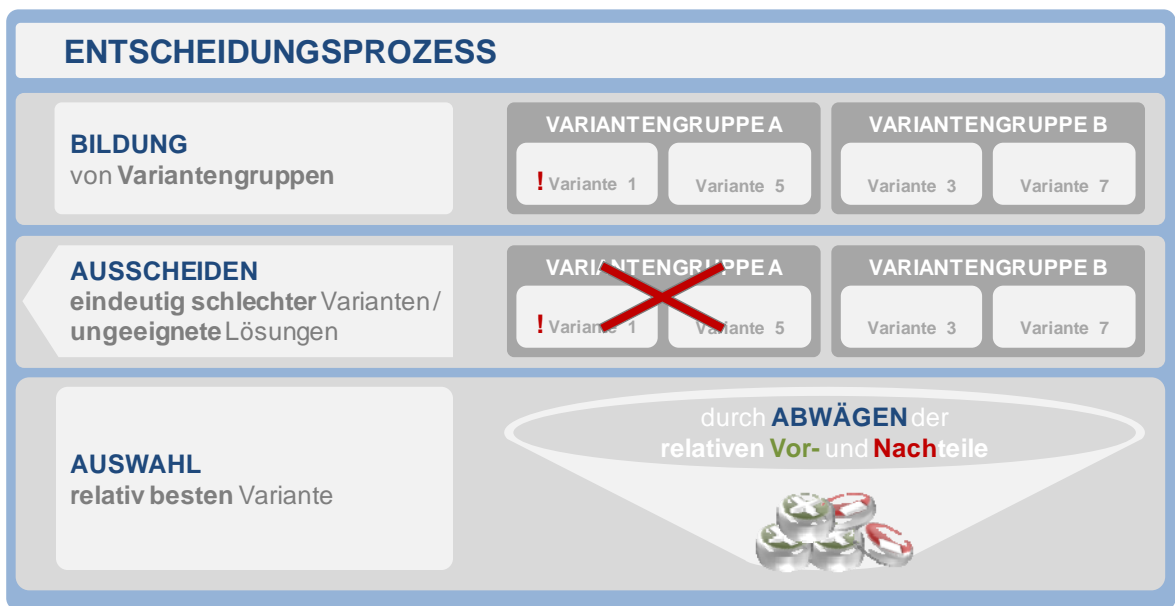 ENTSCHEIDUNGSPROZESS
BILDUNG
von Variantengruppen
VARIANTENGRUPPE A
! Variante 1
Variante 5
VARIANTENGRUPPE B
Variante 3
Variante 7
AUSSCHEIDEN
eindeutig schlechter Varianten /
ungeeignete Lösungen
VARIANTENGRUPPE A
! Variante 1
Variante 5
VARIANTENGRUPPE B
Variante 3
Variante 7
AUSWAHL
relativ besten Variante
durch ABWÄGEN der
relativen Vor- und Nachteile